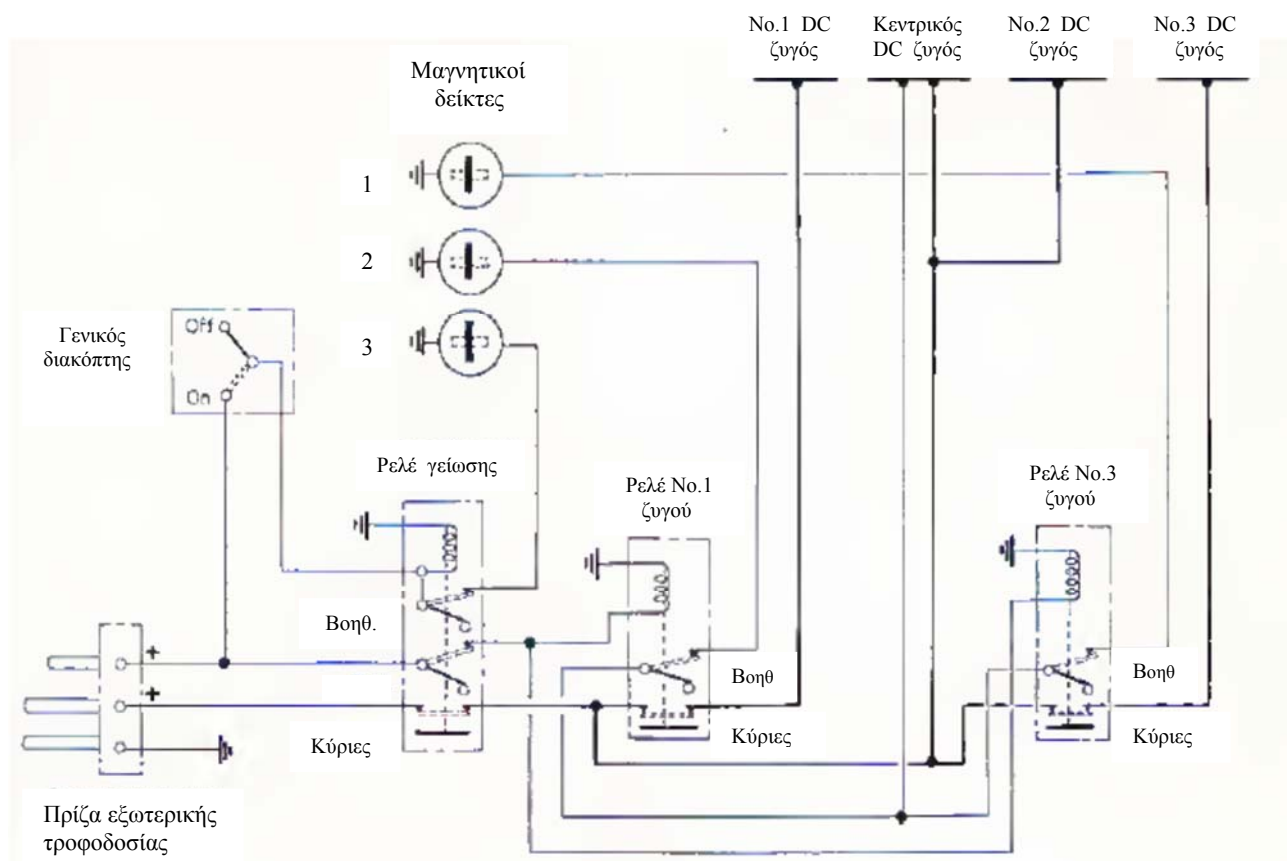 No.1 DC
ζυγός
Κεντρικός
DC ζυγός
No.2 DC
ζυγός
No.3 DC
ζυγός
Μαγνητικοί
δείκτες
1
2
3
Γενικός
διακόπτης
Off
On
Ρελέ γείωσης
Ρελέ No.1
ζυγού
Ρελέ No.3
ζυγού
Βοηθ.
Βοηθ
Βοηθ
+
+
Κύριες
Κύριες
Κύριες
Πρίζα εξωτερικής
τροφοδοσίας